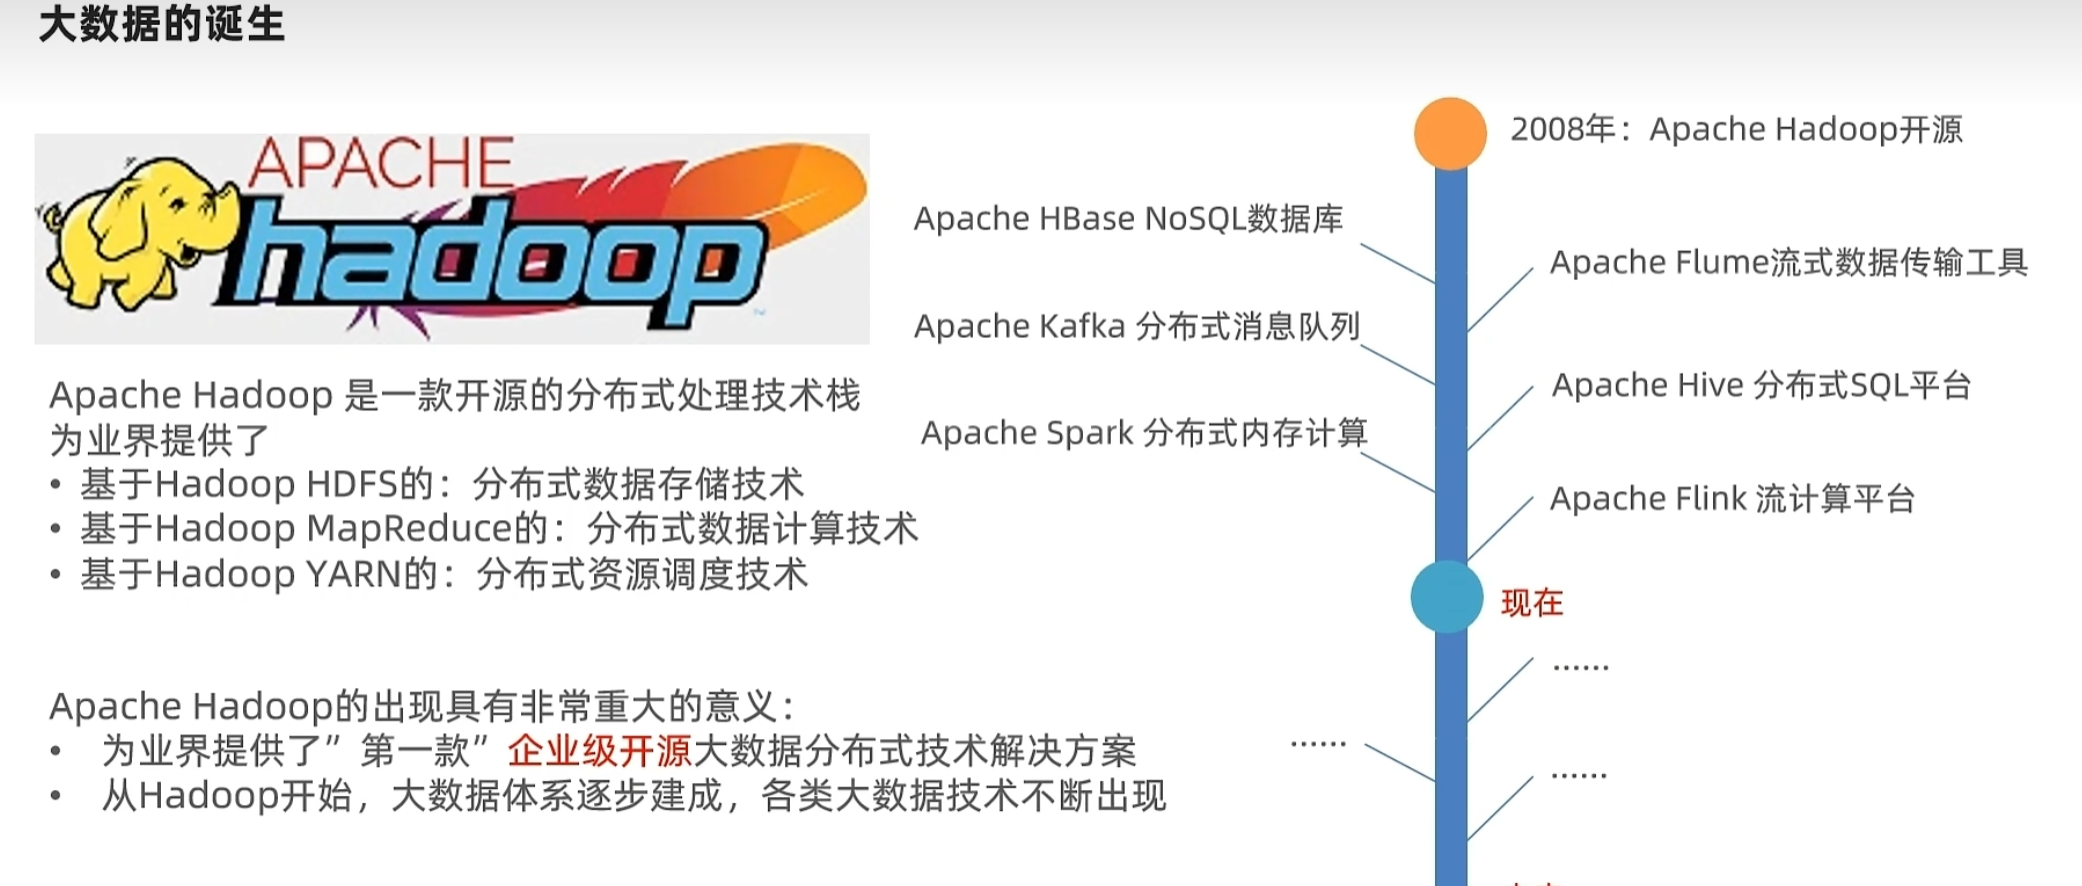 大数据的诞生
APACHE
hadoop
Apache Hadoop 是一款开源的分布式处理技术栈
为业界提供了
• 基于Hadoop HDFS的：分布式数据存储技术
• 基于Hadoop MapReduce的：分布式数据计算技术
• 基于Hadoop YARN的：分布式资源调度技术
Apache Hadoop的出现具有非常重大的意义：
• 为业界提供了”第一款”企业级开源大数据分布式技术解决方案
• 从Hadoop开始，大数据体系逐步建成，各类大数据技术不断出现
2008年：Apache Hadoop开源
Apache HBase NoSQL数据库
Apache Flume流式数据传输工具
Apache Kafka 分布式消息队列
Apache Hive 分布式SQL平台
Apache Spark 分布式内存计算
Apache Flink 流计算平台
现在
……
……
……